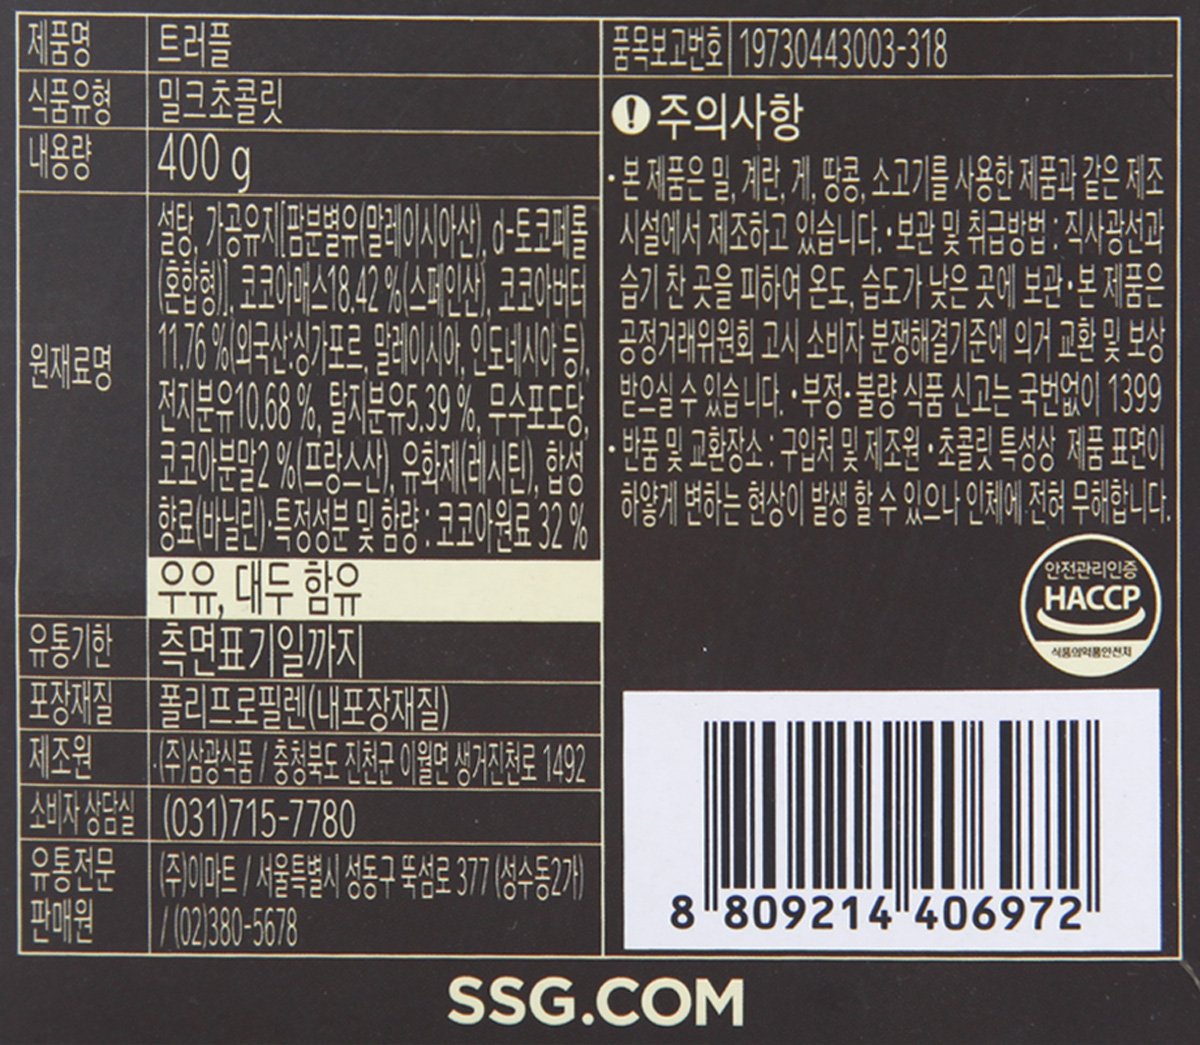 제품명 트러플
식품유형 밀크초콜릿
내용량 400 g
원재료명
설탕, 가공유지[팜분별유(말레이시아산), d-토코페롤
(혼합형)], 코코아매스18.42 %(스페인산), 코코아버터
11.76 %(외국산:싱가포르, 말레이시아, 인도네시아 등),
전지분유10.68 %, 탈지분유5.39 %, 무수포도당,
코코아분말2 %(프랑스산), 유화제(레시틴), 합성
향료(바닐린)·특정성분 및 함량 : 코코아원료 32 %
우유, 대두 함유
유통기한 측면표기일까지
포장재질 폴리프로필렌(내포장재질)
제조원 (주)삼광식품 / 충청북도 진천군 이월면 생거진천로 1492
소비자 상담실 (031)715-7780
유통전문
판매원
(주)이마트 / 서울특별시 성동구 뚝섬로 377 (성수동2가)
/ (02)380-5678
품목보고번호 19730443003-318
! 주의사항
· 본 제품은 밀, 계란, 게, 땅콩, 소고기를 사용한 제품과 같은 제조
시설에서 제조하고 있습니다. · 보관 및 취급방법 : 직사광선과
습기 찬 곳을 피하여 온도, 습도가 낮은 곳에 보관 · 본 제품은
공정거래위원회 고시 소비자 분쟁해결기준에 의거 교환 및 보상
받으실 수 있습니다. · 부정·불량 식품 신고는 국번없이 1399
· 반품 및 교환장소 : 구입처 및 제조원 · 초콜릿 특성상 제품 표면이
하얗게 변하는 현상이 발생 할 수 있으나 인체에 전혀 무해합니다.
안전관리인증
HACCP
식품의약품안전처
8 809214 406972
SSG.COM